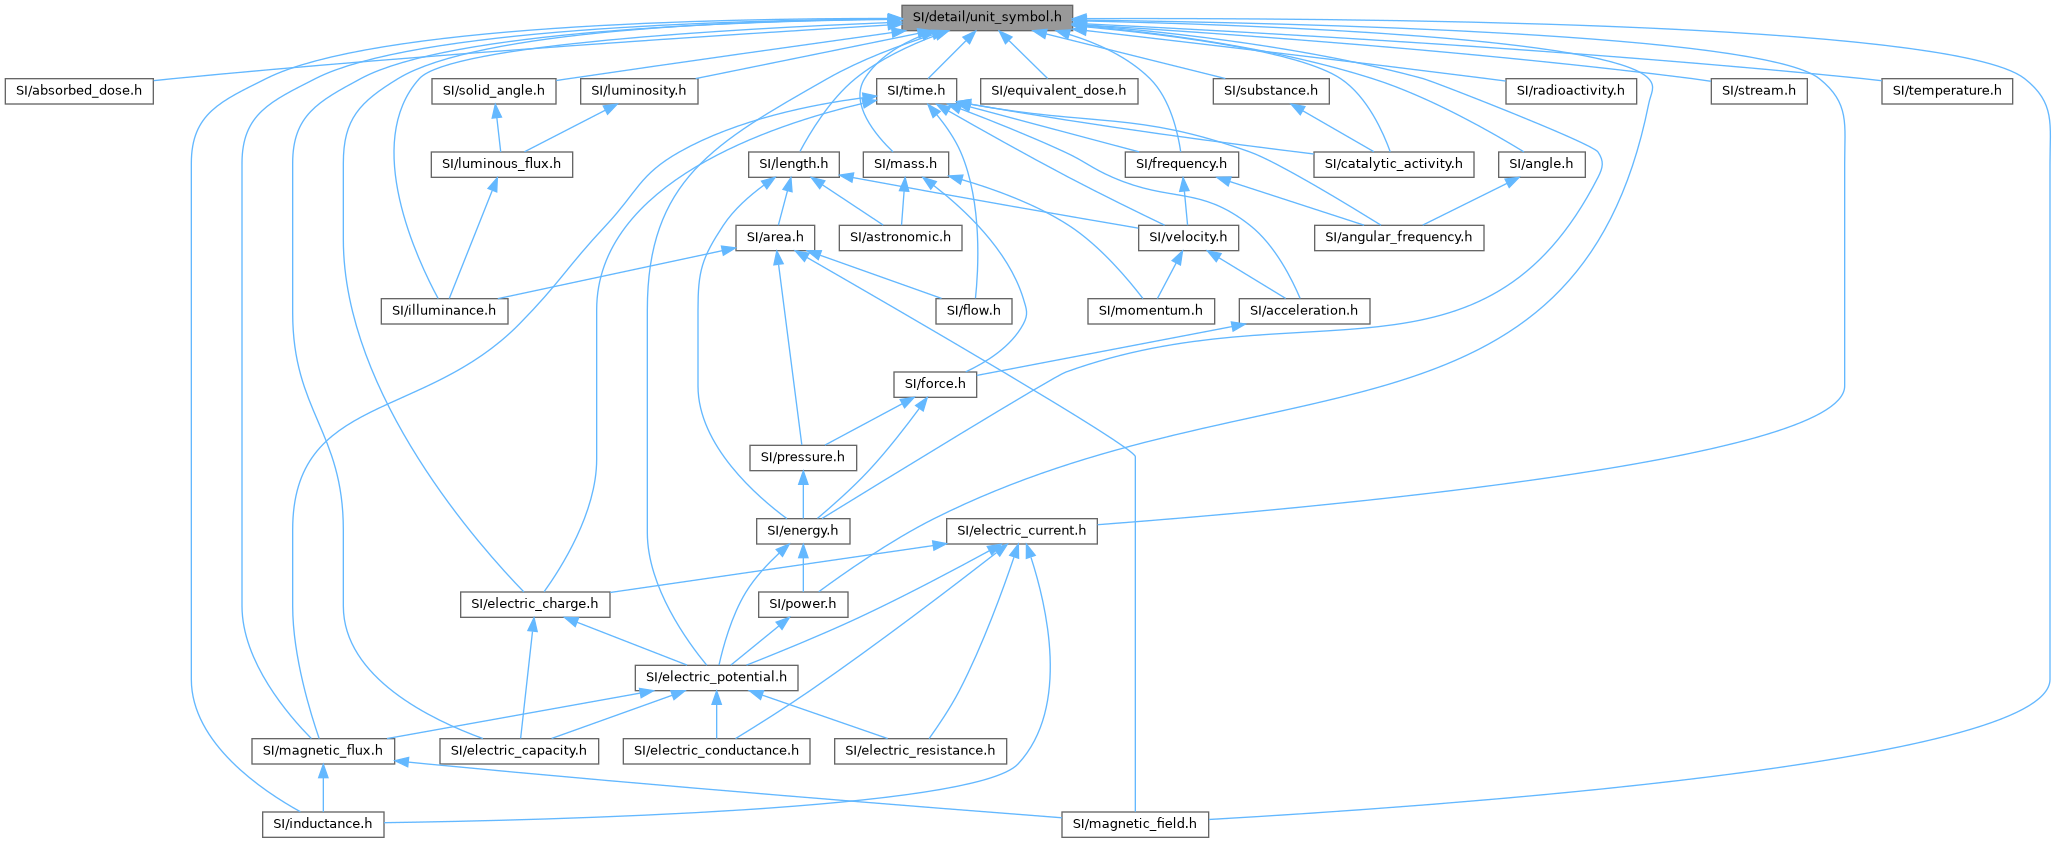 SI/detail/unit_symbol.h
SI/absorbed_dose.h
SI/solid_angle.h
SI/luminosity.h
SI/time.h
SI/equivalent_dose.h
SI/substance.h
SI/radioactivity.h
SI/stream.h
SI/temperature.h
SI/luminous_flux.h
SI/length.h
SI/mass.h
SI/frequency.h
SI/catalytic_activity.h
SI/angle.h
SI/area.h
SI/astronomic.h
SI/velocity.h
SI/angular_frequency.h
SI/illuminance.h
SI/flow.h
SI/momentum.h
SI/acceleration.h
SI/force.h
SI/pressure.h
SI/energy.h
SI/electric_current.h
SI/electric_charge.h
SI/power.h
SI/electric_potential.h
SI/magnetic_flux.h
SI/electric_capacity.h
SI/electric_conductance.h
SI/electric_resistance.h
SI/inductance.h
SI/magnetic_field.h